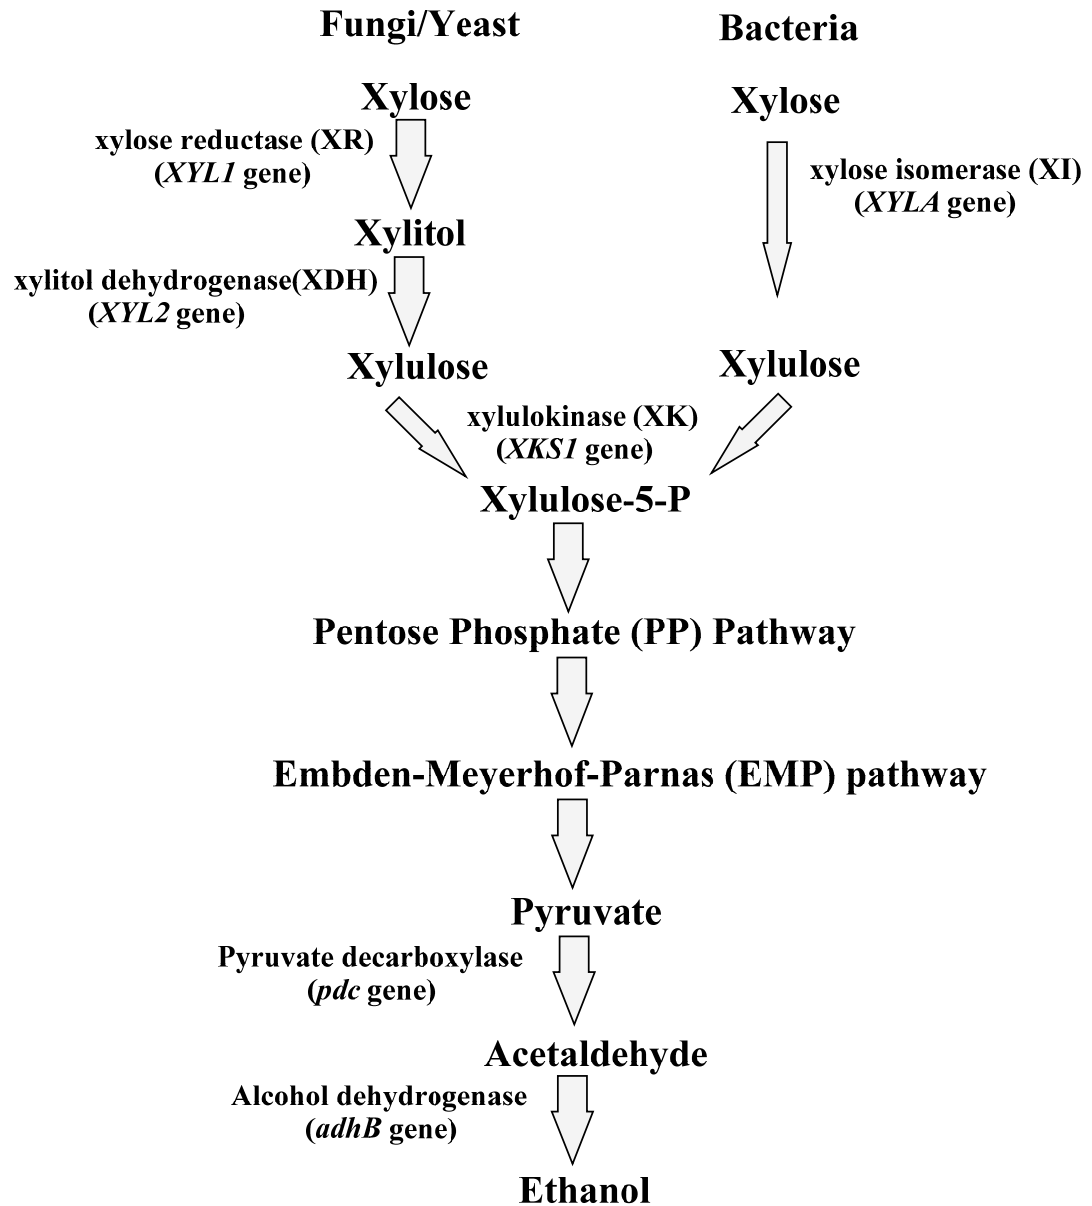 Fungi/Yeast
Bacteria
Xylose
Xylose
xylose reductase (XR)
(XYL1 gene)
xylose isomerase (XI)
(XYLA gene)
Xylitol
xylitol dehydrogenase(XDH)
(XYL2 gene)
Xylulose
Xylulose
xylulokinase (XK)
(XKS1 gene)
Xylulose-5-P
Pentose Phosphate (PP) Pathway
Embden-Meyerhof-Parnas (EMP) pathway
Pyruvate
Pyruvate decarboxylase
(pdc gene)
Acetaldehyde
Alcohol dehydrogenase
(adhB gene)
Ethanol